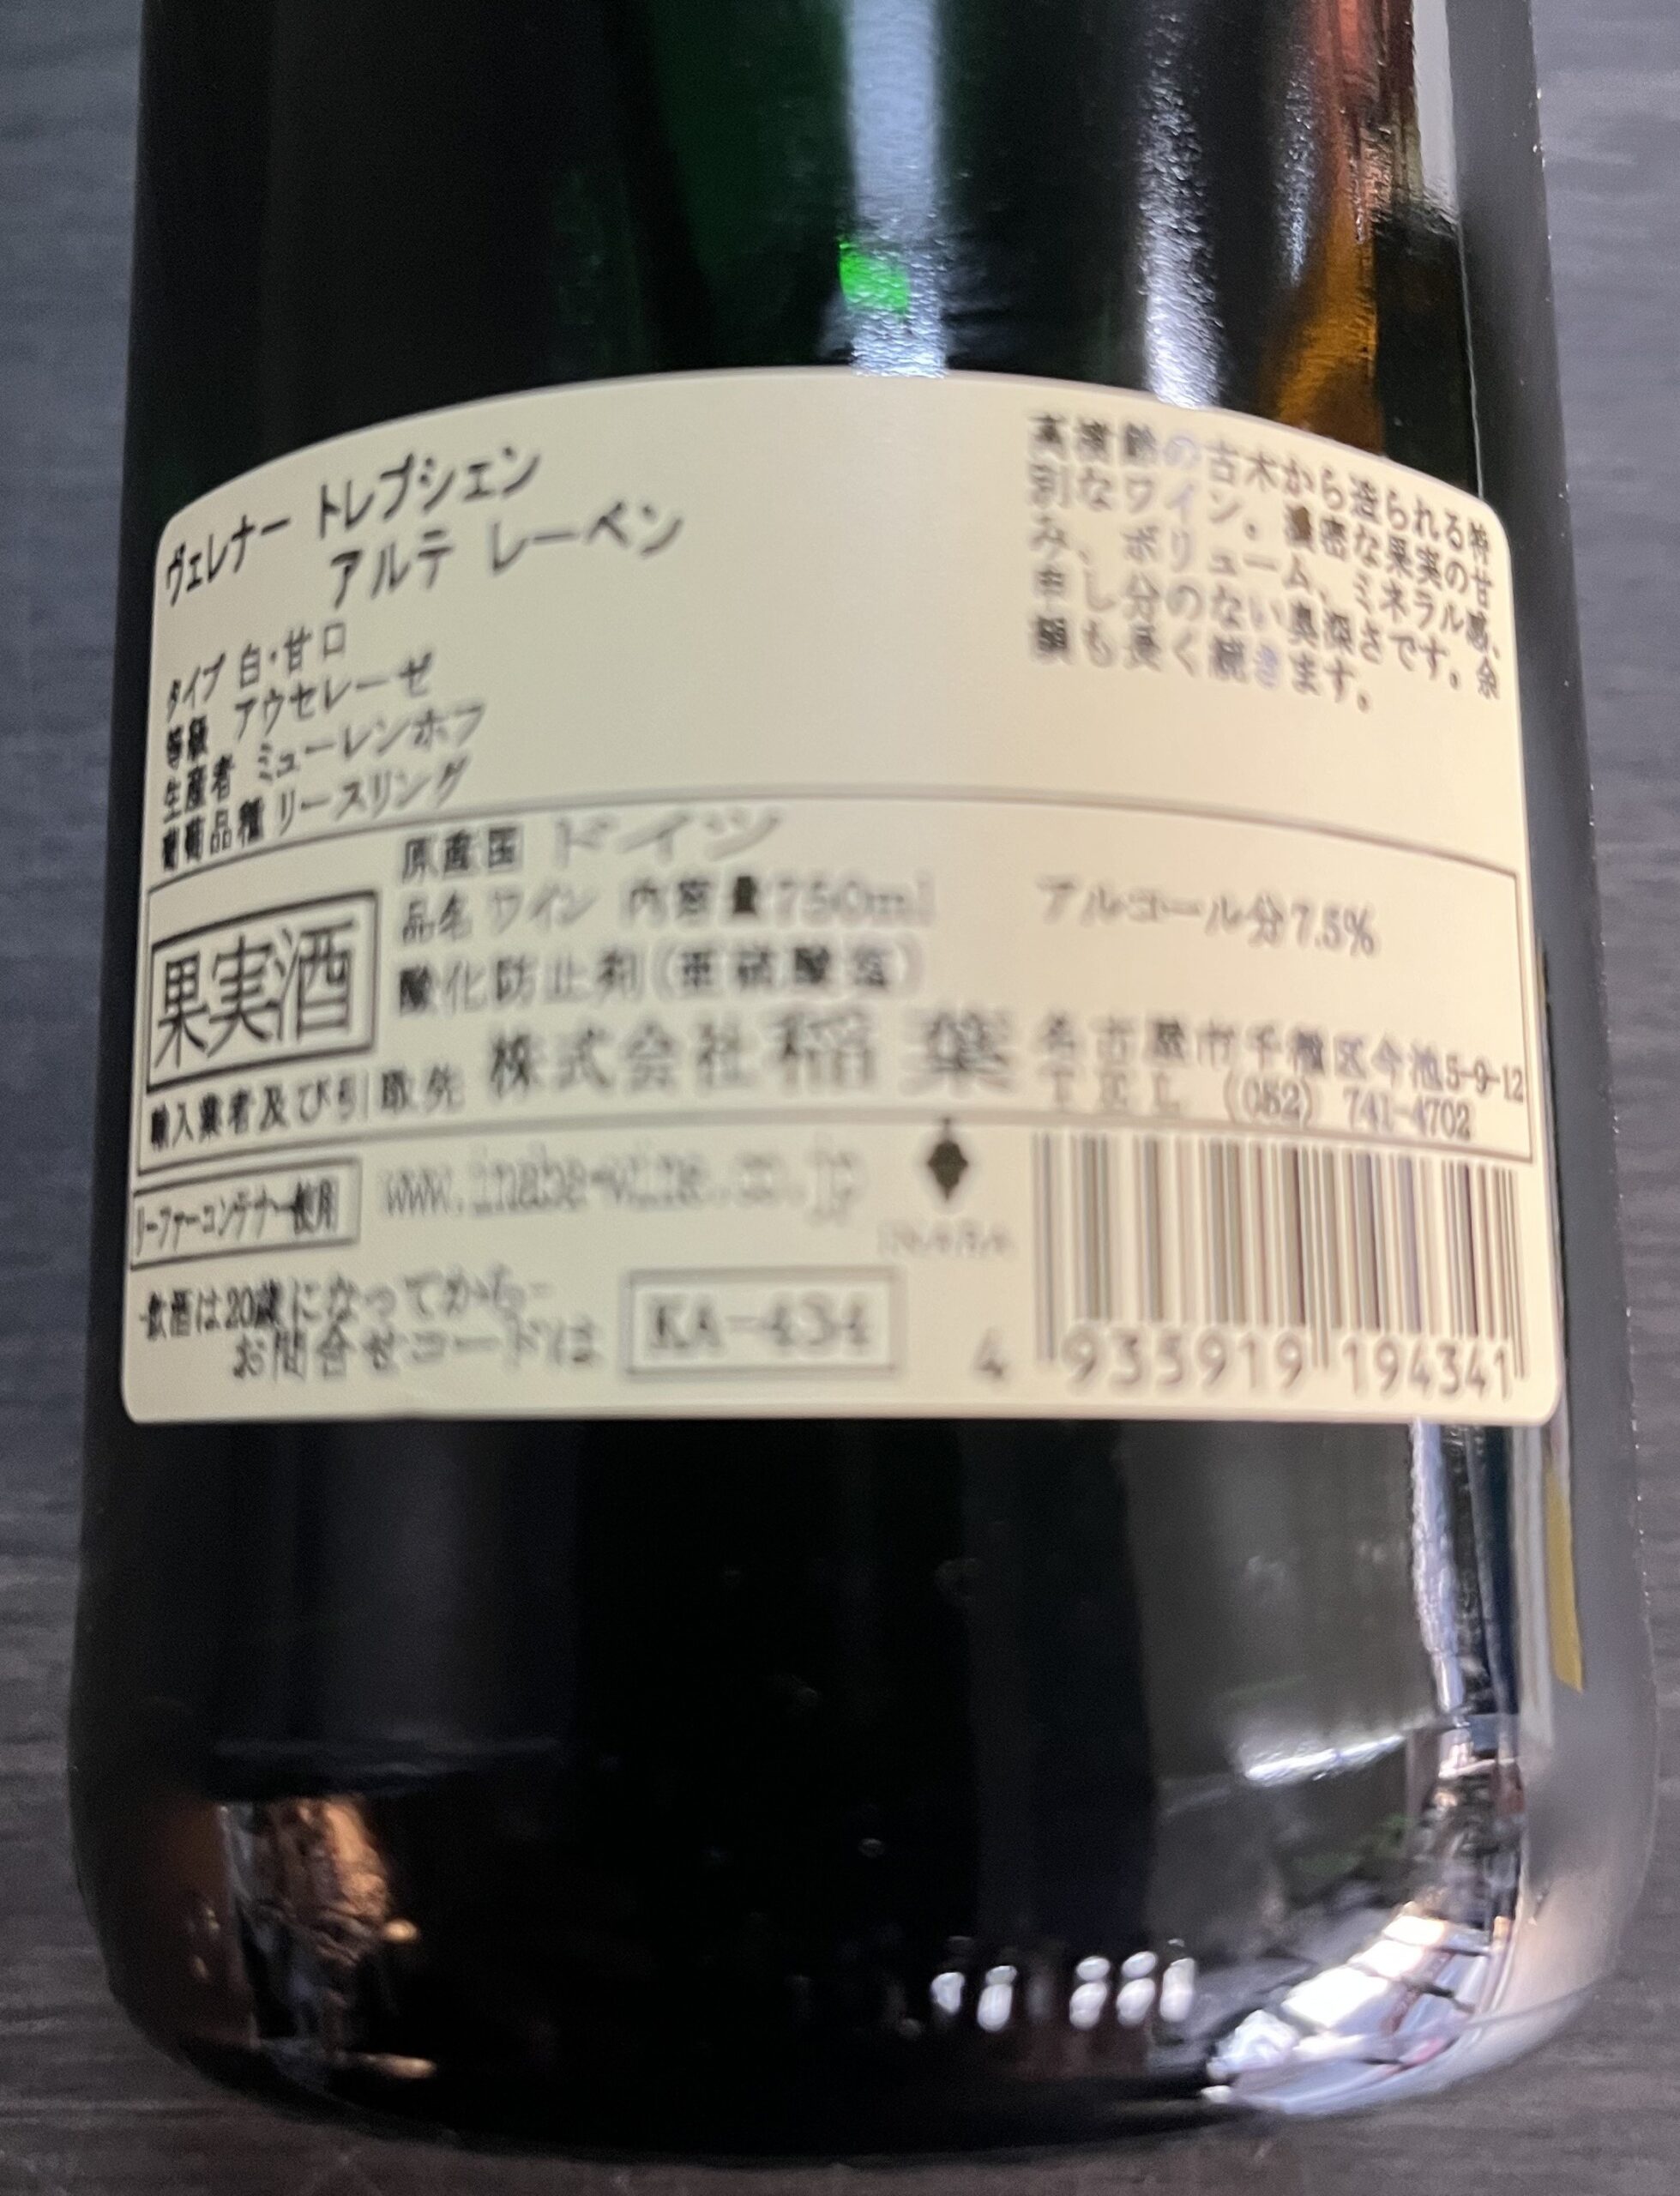 ヴェレナー トレプシェン
アルテ レーベン
タイプ 白・甘口
等級 アウセレーゼ
生産者 ミューレンホフ
葡萄品種 リースリング
高樹齢の古木から造られる特
別なワイン。濃密な果実の甘
み、ボリューム、ミネラル感、
申し分のない奥深さです。余
韻も長く続きます。
原産国 ドイツ
品名 ワイン 内容量750ml アルコール分7.5%
酸化防止剤(亜硫酸塩)
果実酒
輸入業者及び引取先 株式会社 稲葉
名古屋市千種区今池5-9-12
TEL (052) 741-4702
リーファーコンテナー使用
www.inaba-wine.co.jp
INABA
飲酒は20歳になってから
お問合せコードは KA-434
4 935919 194341